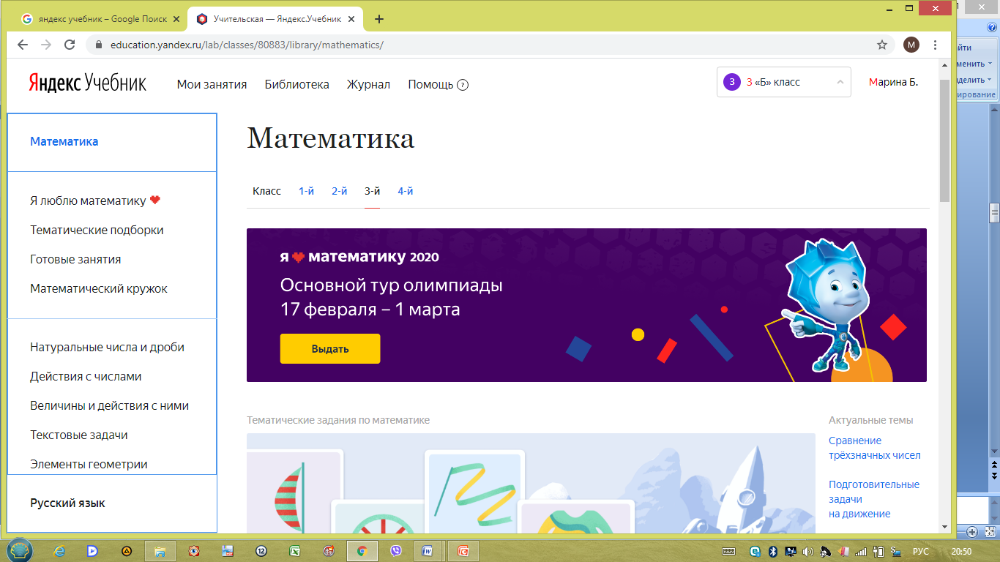 яндекс учебник – Google Поиск
Учительская — Яндекс.Учебник
education.yandex.ru/lab/classes/80883/library/mathematics/
М
Яндекс Учебник
Мои занятия
Библиотека
Журнал
Помощь ?
3
3 «Б» класс
Марина Б.
Математика
Я люблю математику
Тематические подборки
Готовые занятия
Математический кружок
Натуральные числа и дроби
Действия с числами
Величины и действия с ними
Текстовые задачи
Элементы геометрии
Русский язык
Математика
Класс 1-й 2-й 3-й 4-й
я математику 2020
Основной тур олимпиады
17 февраля – 1 марта
Выдать
Тематические задания по математике
Актуальные темы
Сравнение
трёхзначных чисел
Подготовительные
задачи
на движение
РУС
20:50